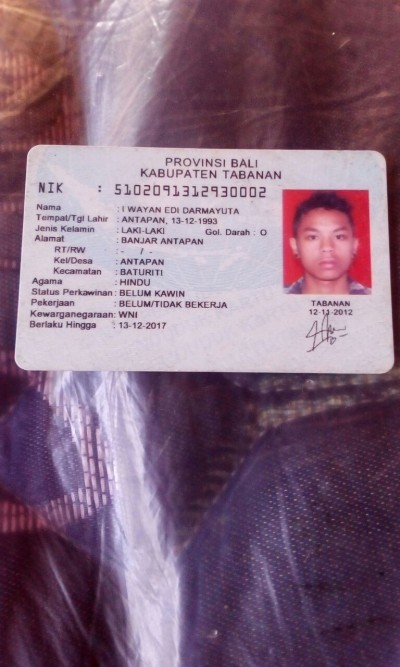 PROVINSI BALI
KABUPATEN TABANAN
NIK : 5102091312930002
Nama : I WAYAN EDI DARMAYUTA
Tempat/Tgl Lahir : ANTAPAN, 13-12-1993
Jenis Kelamin : LAKI-LAKI Gol. Darah : O
Alamat : BANJAR ANTAPAN
RT/RW : - / -
Kel/Desa : ANTAPAN
Kecamatan : BATURITI
Agama : HINDU
Status Perkawinan : BELUM KAWIN
Pekerjaan : BELUM/TIDAK BEKERJA
Kewarganegaraan: WNI
Berlaku Hingga : 13-12-2017
TABANAN
12-11-2012